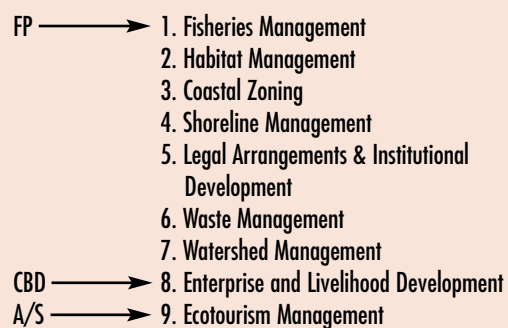 FP 1. Fisheries Management
2. Habitat Management
3. Coastal Zoning
4. Shoreline Management
5. Legal Arrangements & Institutional
Development
6. Waste Management
7. Watershed Management
CBD 8. Enterprise and Livelihood Development
A/S 9. Ecotourism Management